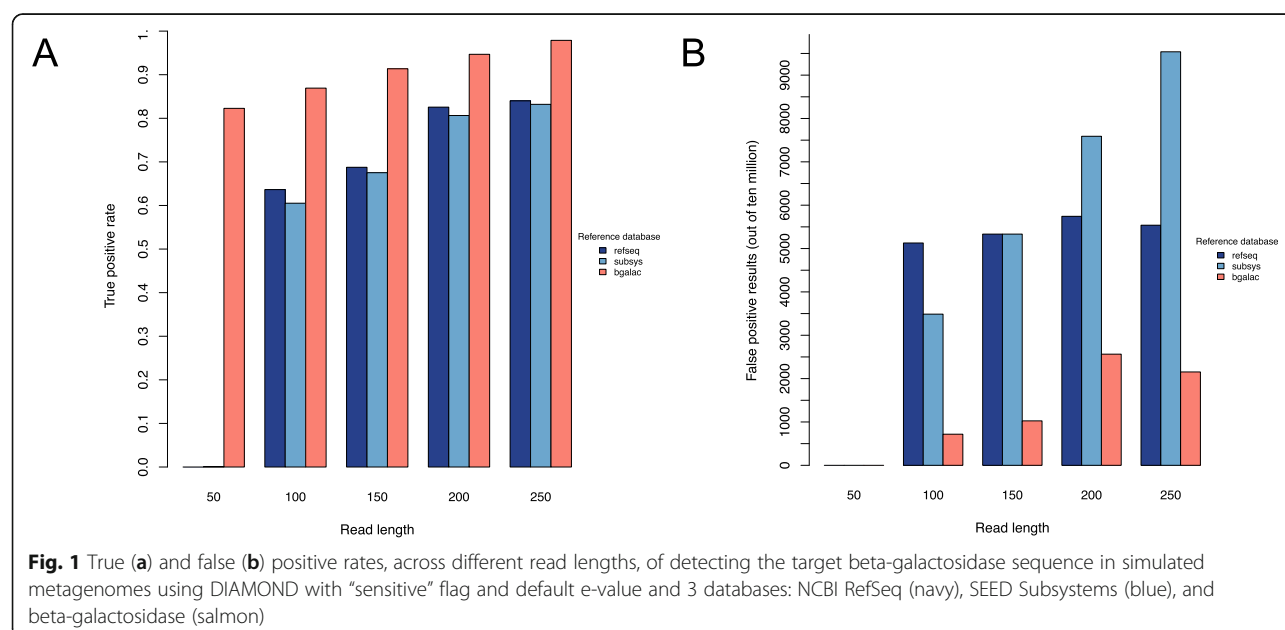 A
1.
0.9
0.8
0.7
0.6
0.5
0.4
0.3
0.2
0.1
0.0
True positive rate
50 100 150 200 250
Read length
Reference database
refseq
subsys
bgalac
B
9000
8000
7000
6000
5000
4000
3000
2000
1000
0
False positive results (out of ten million)
50 100 150 200 250
Read length
Reference database
refseq
subsys
bgalac
Fig. 1 True (a) and false (b) positive rates, across different read lengths, of detecting the target beta-galactosidase sequence in simulated
metagenomes using DIAMOND with “sensitive” flag and default e-value and 3 databases: NCBI RefSeq (navy), SEED Subsystems (blue), and
beta-galactosidase (salmon)